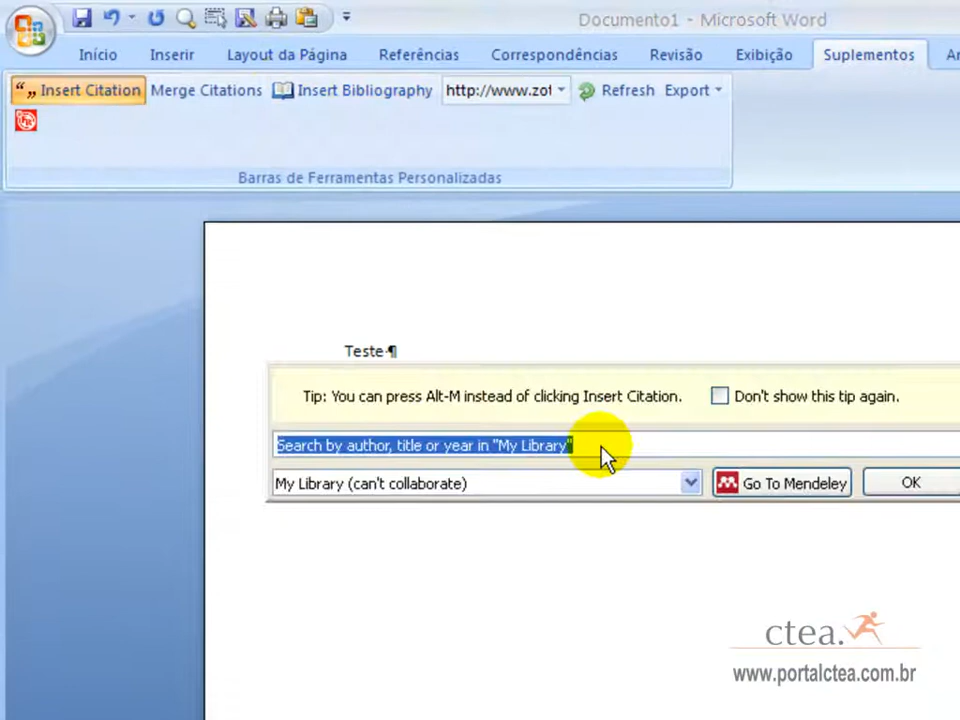 Documento1 - Microsoft Word
Início Inserir Layout da Página Referências Correspondências Revisão Exibição Suplementos
“ „ Insert Citation Merge Citations Insert Bibliography http://www.zot Refresh Export
Barras de Ferramentas Personalizadas
Teste·¶
Tip: You can press Alt-M instead of clicking Insert Citation. Don't show this tip again.
Search by author, title or year in "My Library"
My Library (can't collaborate) Go To Mendeley OK
ctea.
www.portalctea.com.br